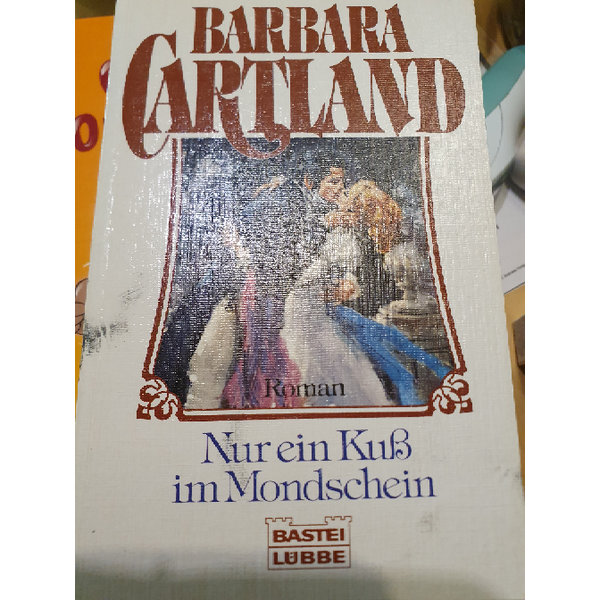 BARBARA
CARTLAND
Roman
Nur ein Kuß
im Mondschein
BASTEI
LÜBBE